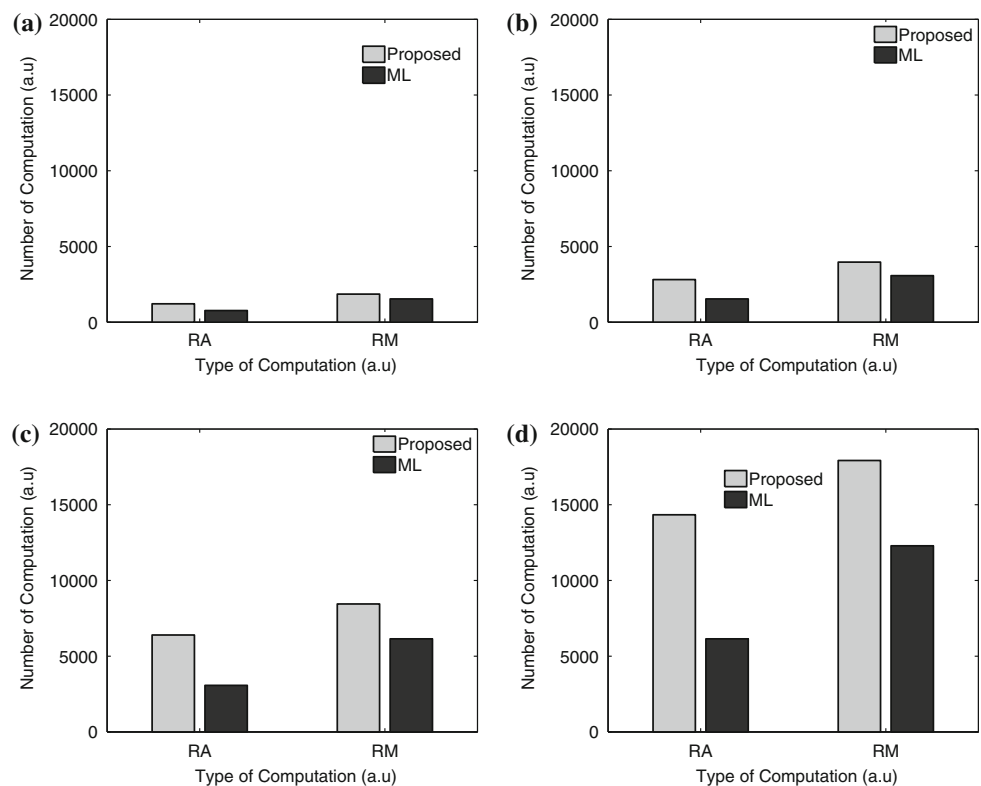 (a)
20000
15000
10000
5000
0
Number of Computation (a.u)
Proposed
ML
RA RM
Type of Computation (a.u)
(b)
20000
15000
10000
5000
0
Number of Computation (a.u)
Proposed
ML
RA RM
Type of Computation (a.u)
(c)
20000
15000
10000
5000
0
Number of Computation (a.u)
Proposed
ML
RA RM
Type of Computation (a.u)
(d)
20000
15000
10000
5000
0
Number of Computation (a.u)
Proposed
ML
RA RM
Type of Computation (a.u)